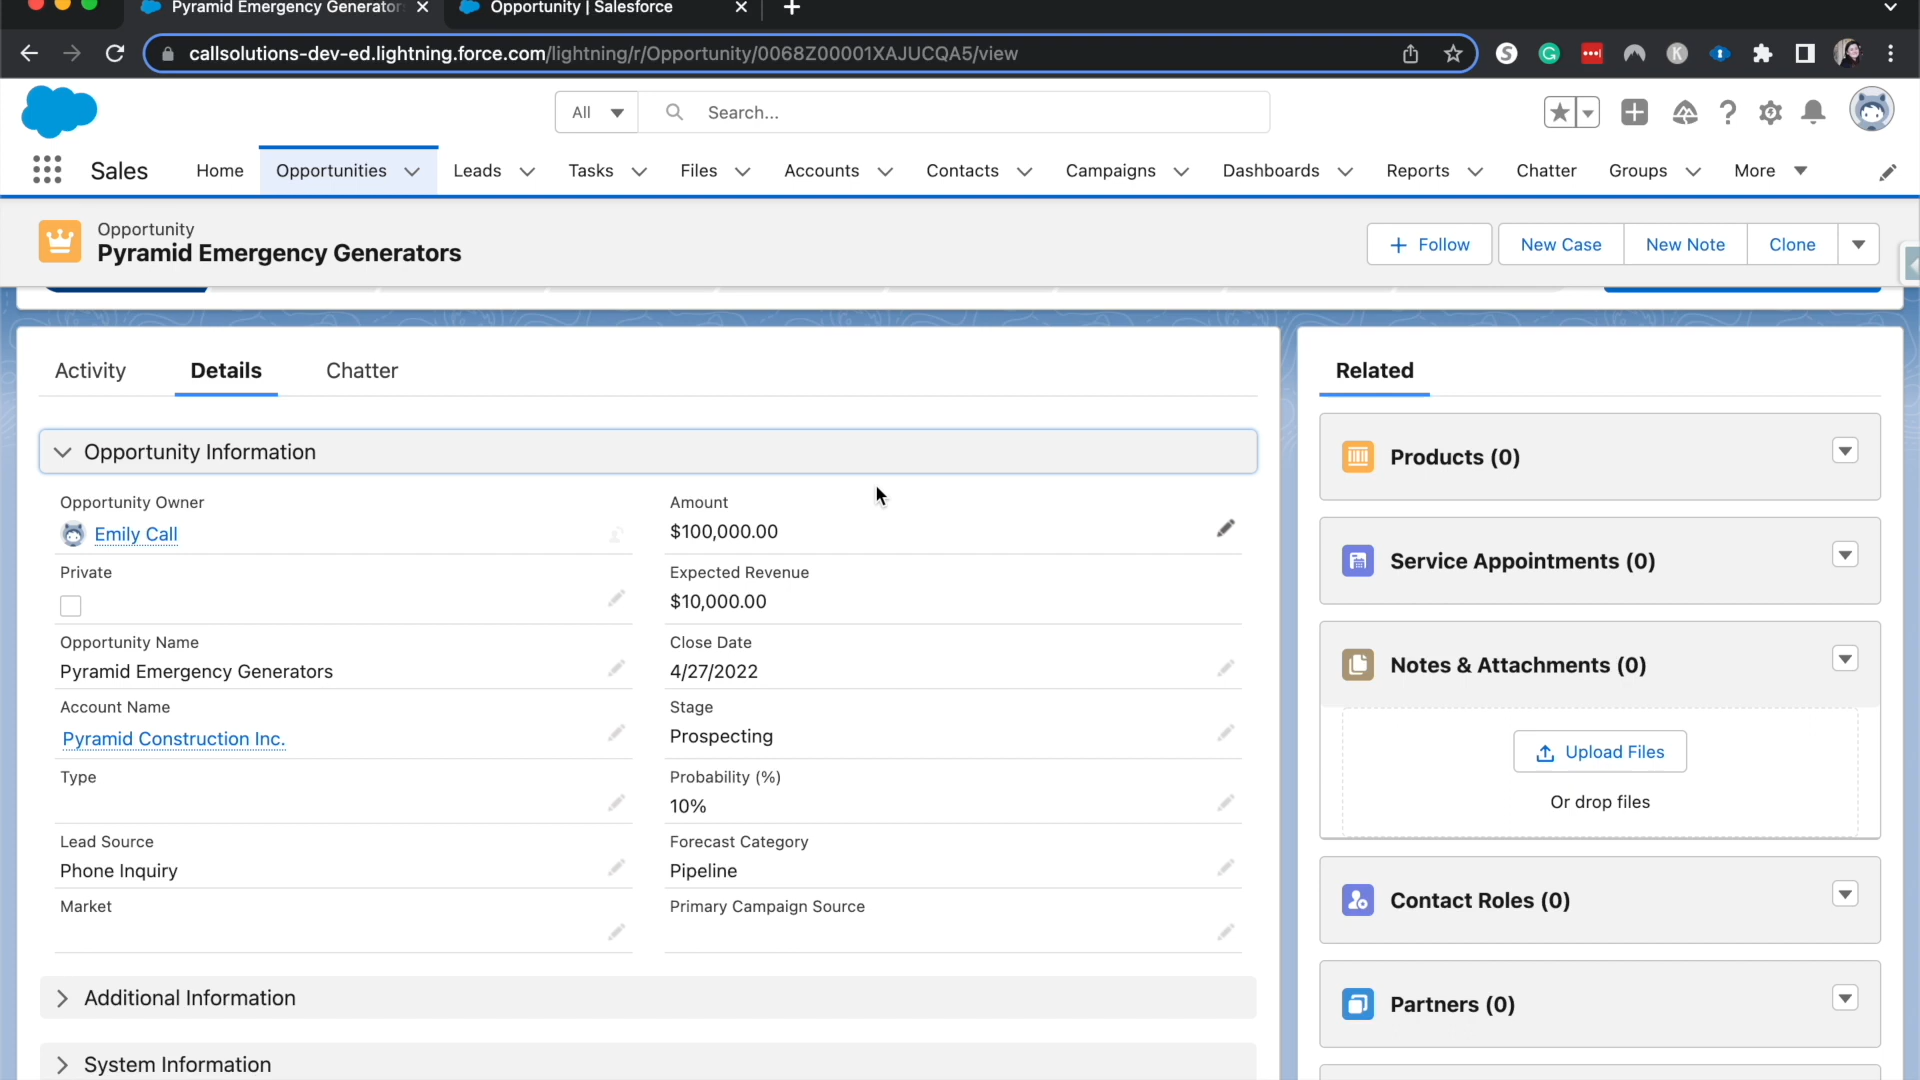 Pyramid Emergency Generator
Opportunity | Salesforce
callsolutions-dev-ed.lightning.force.com/lightning/r/Opportunity/0068Z00001XAJUCQA5/view
All
Search...
Sales
Home
Opportunities
Leads
Tasks
Files
Accounts
Contacts
Campaigns
Dashboards
Reports
Chatter
Groups
More
Opportunity
Pyramid Emergency Generators
Follow
New Case
New Note
Clone
Activity
Details
Chatter
Opportunity Information
Opportunity Owner
Emily Call
Private
Opportunity Name
Pyramid Emergency Generators
Account Name
Pyramid Construction Inc.
Type
Lead Source
Phone Inquiry
Market
Amount
$100,000.00
Expected Revenue
$10,000.00
Close Date
4/27/2022
Stage
Prospecting
Probability (%)
10%
Forecast Category
Pipeline
Primary Campaign Source
Additional Information
System Information
Related
Products (0)
Service Appointments (0)
Notes & Attachments (0)
Upload Files
Or drop files
Contact Roles (0)
Partners (0)